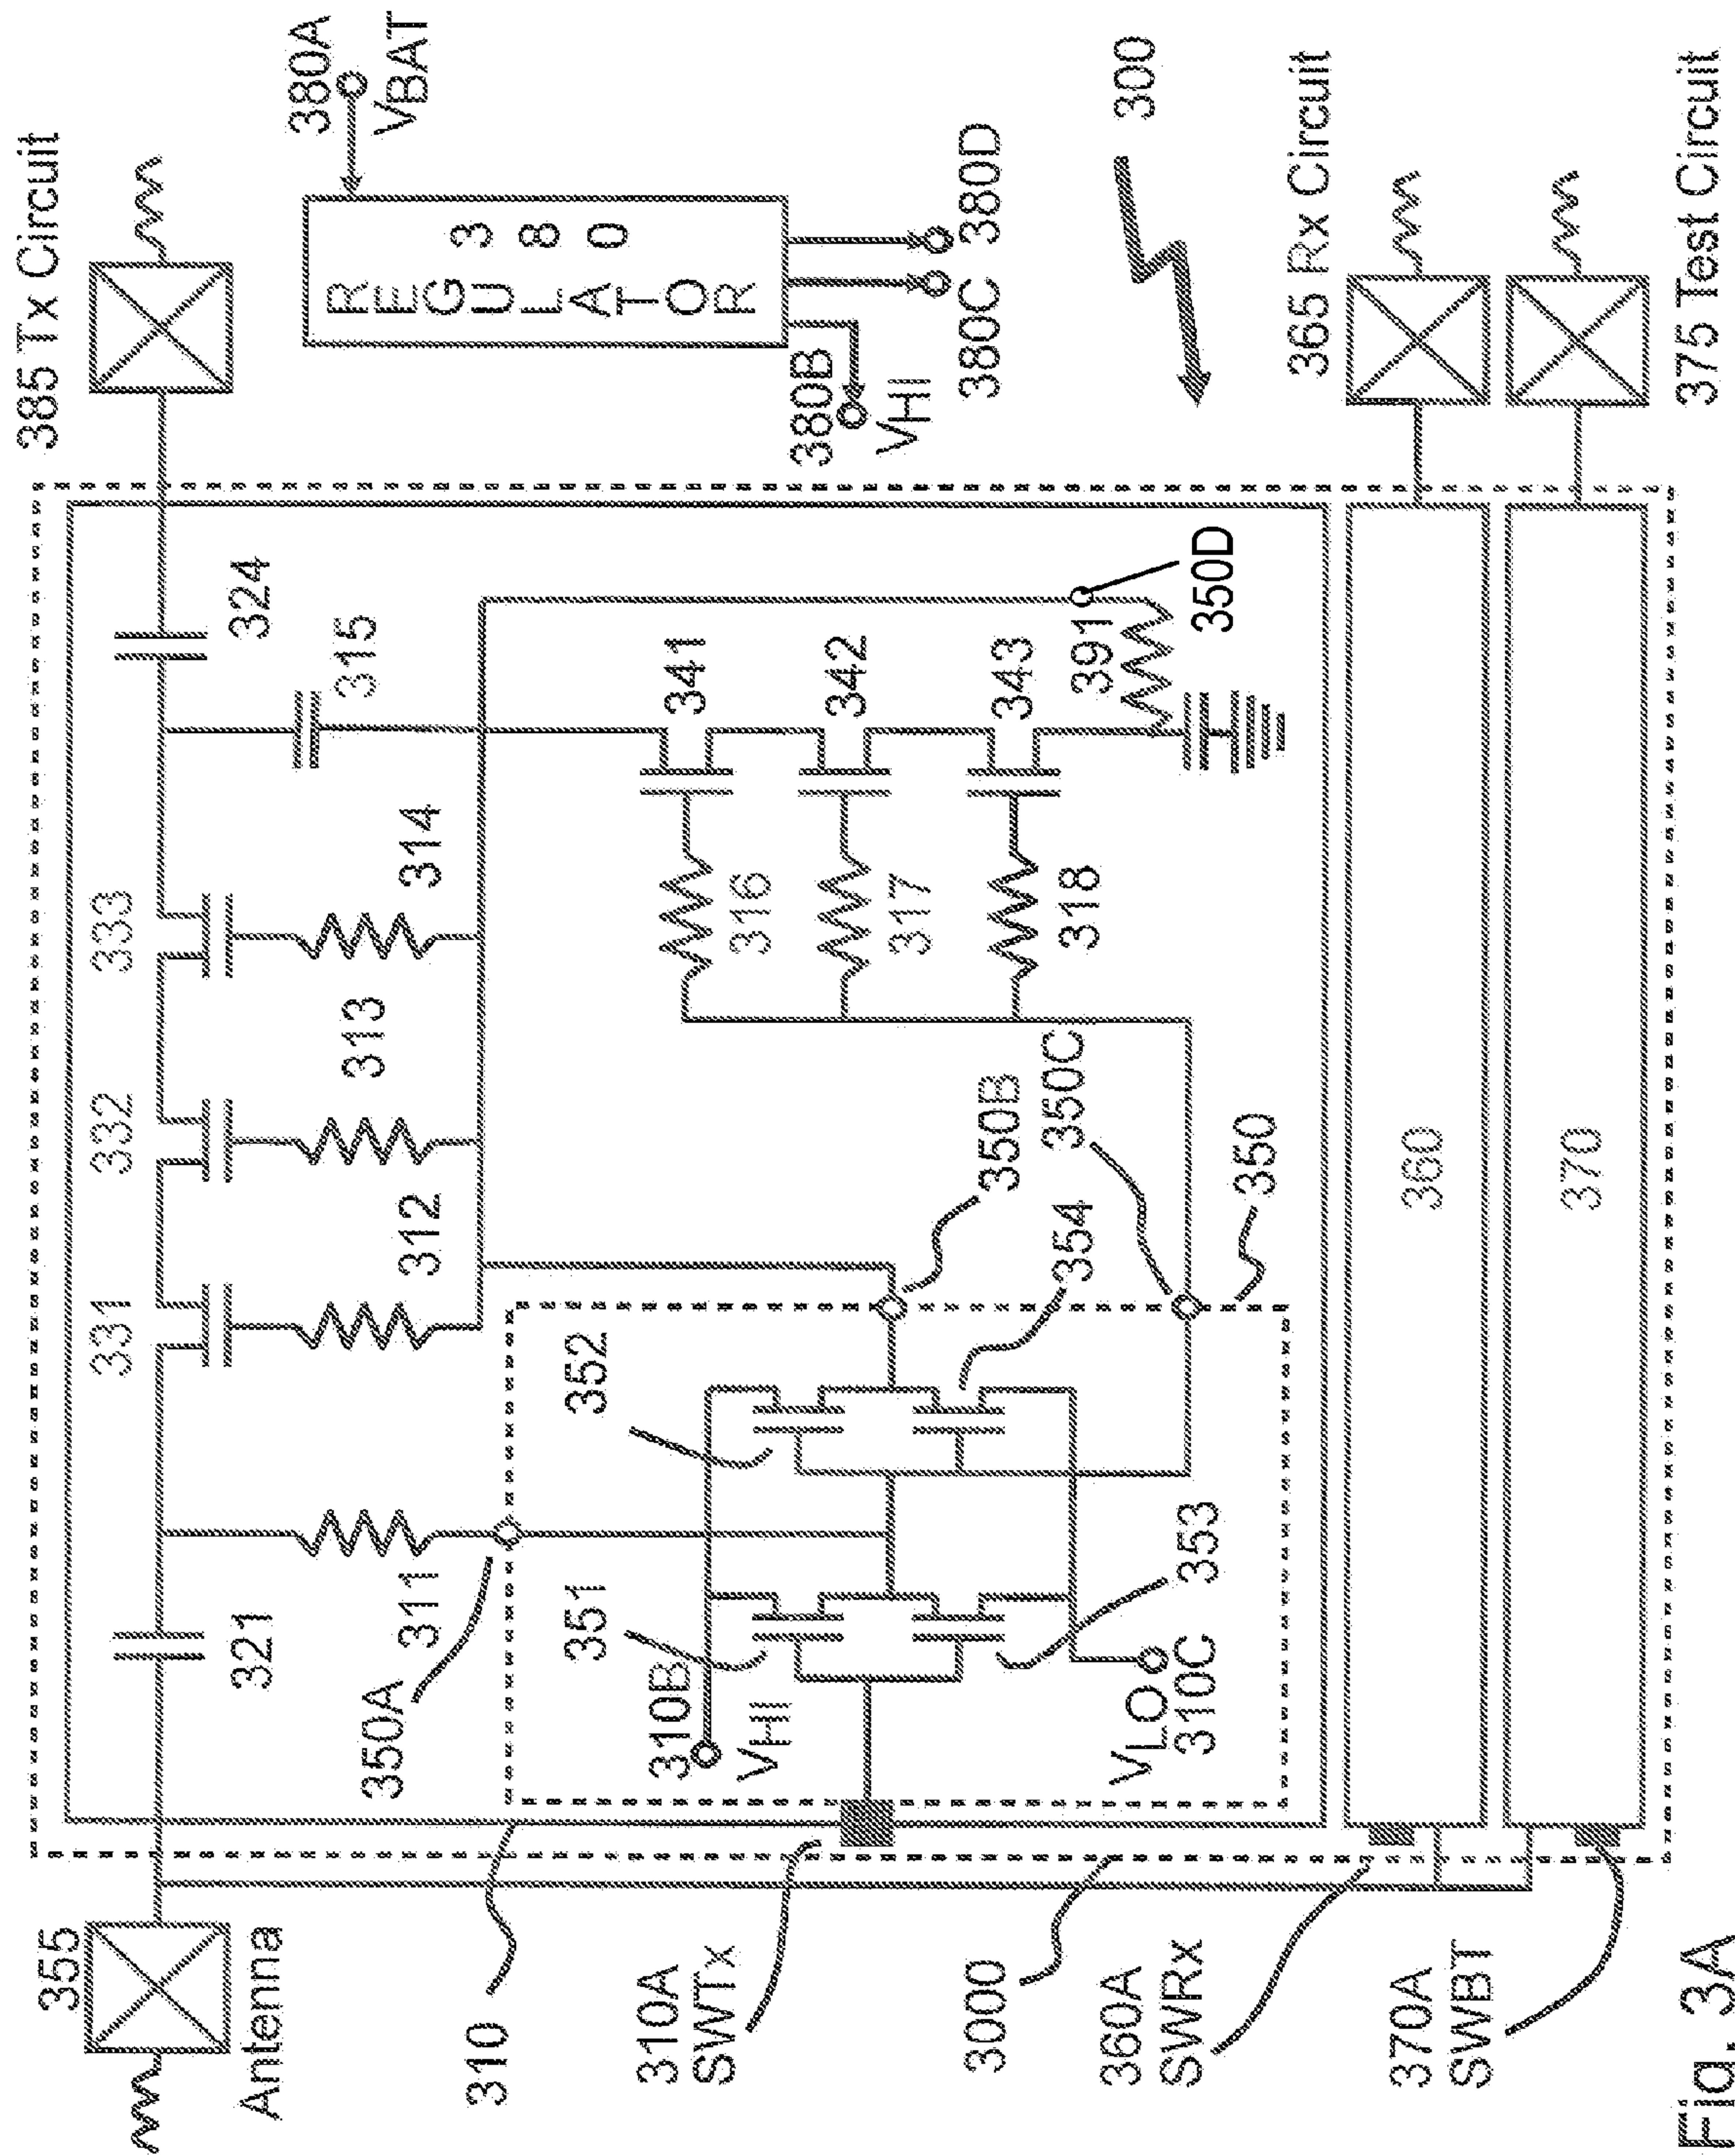 385 Tx Circuit
380A
VBAT
REGULATOR
380
380B
VHI
380C
380D
300
365 Rx Circuit
375 Test Circuit
324
315
333
314
332
313
331
312
341
342
343
391
350D
316
317
318
321
311
350A
350B
350C
350
352
354
351
353
310B
VHI
VLO
310C
360
370
355
Antenna
310
310A
SWTx
3000
360A
SWRx
370A
SWBT
Fig. 3A